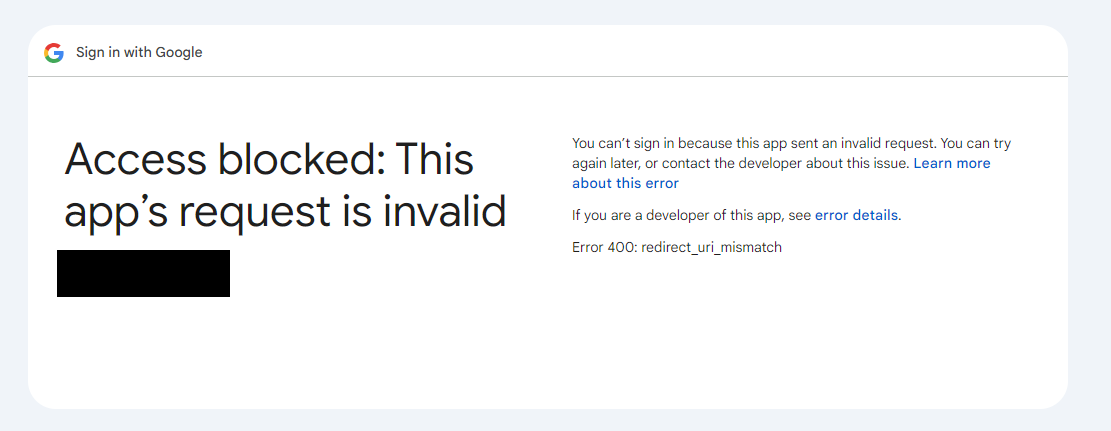 Sign in with Google
Access blocked: This
app’s request is invalid
You can’t sign in because this app sent an invalid request. You can try
again later, or contact the developer about this issue. Learn more
about this error
If you are a developer of this app, see error details.
Error 400: redirect_uri_mismatch